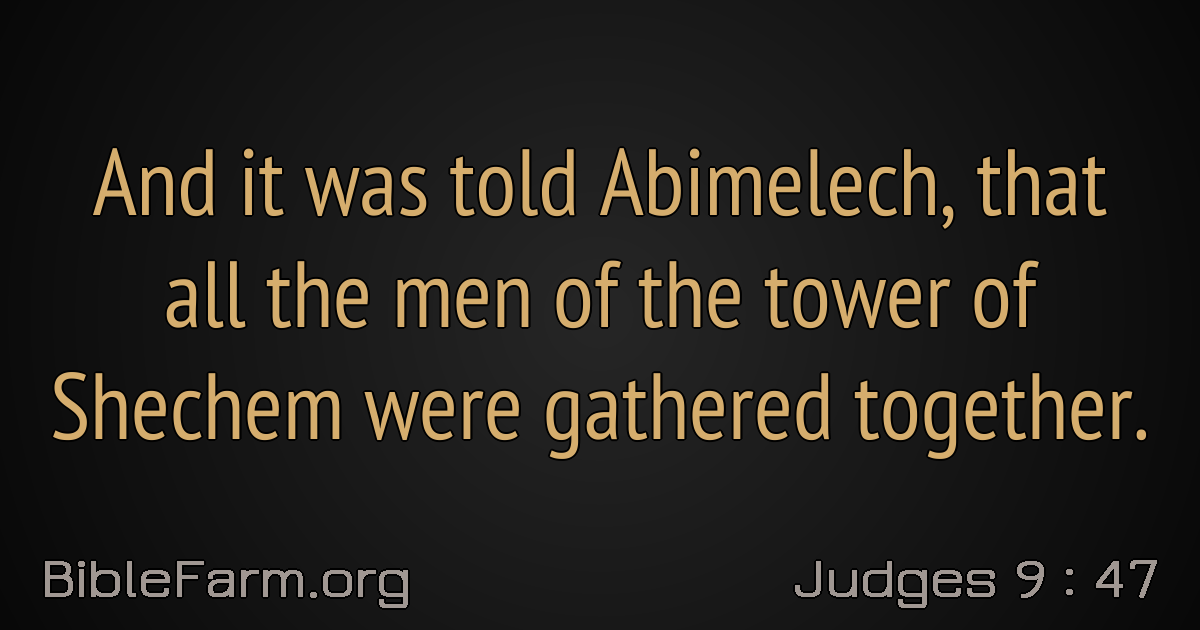 And it was told Abimelech, that
all the men of the tower of
Shechem were gathered together.
BibleFarm.org
Judges 9 : 47